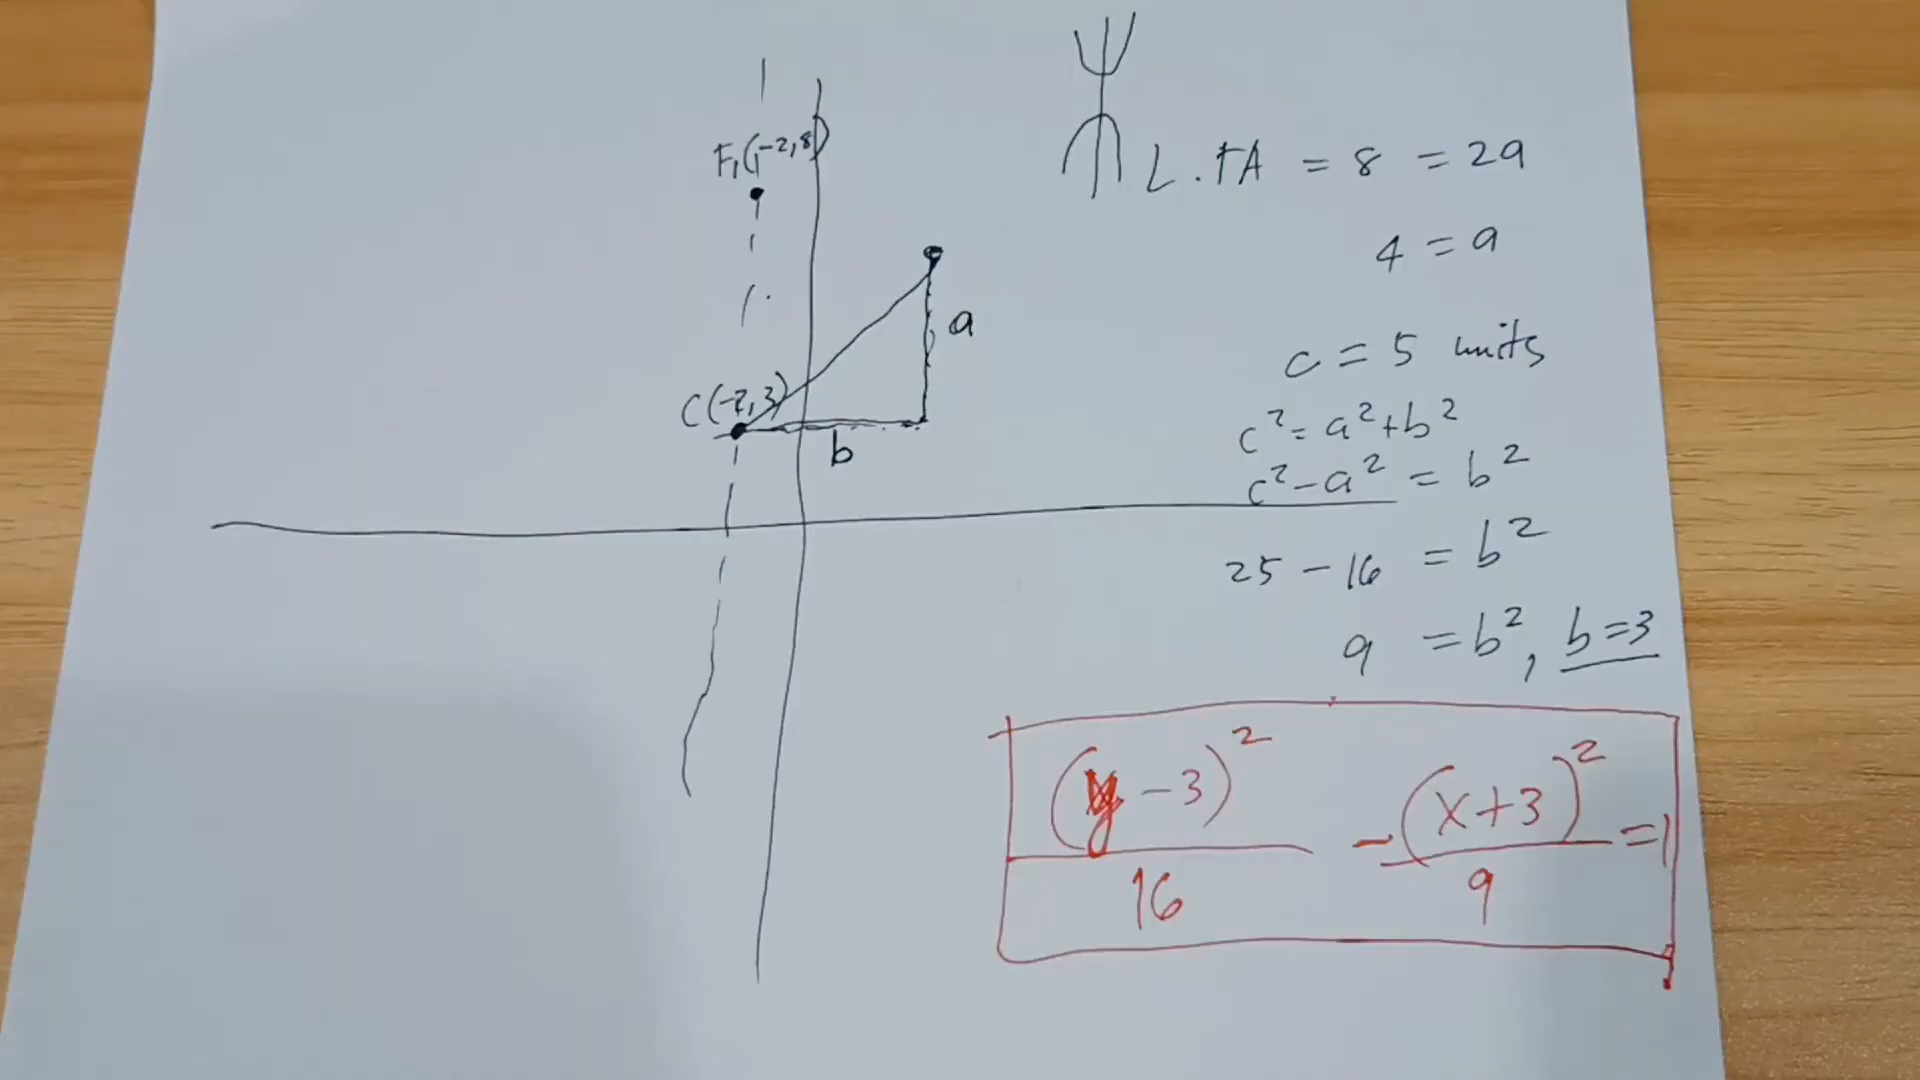 F₁(-2,8)
C(-2,3)
a
b
L.TA = 8 = 2a
4 = a
c = 5 units
c² = a²+b²
c²-a² = b²
25 - 16 = b²
9 = b², b=3
(y-3)²/16 - (x+3)²/9 = 1